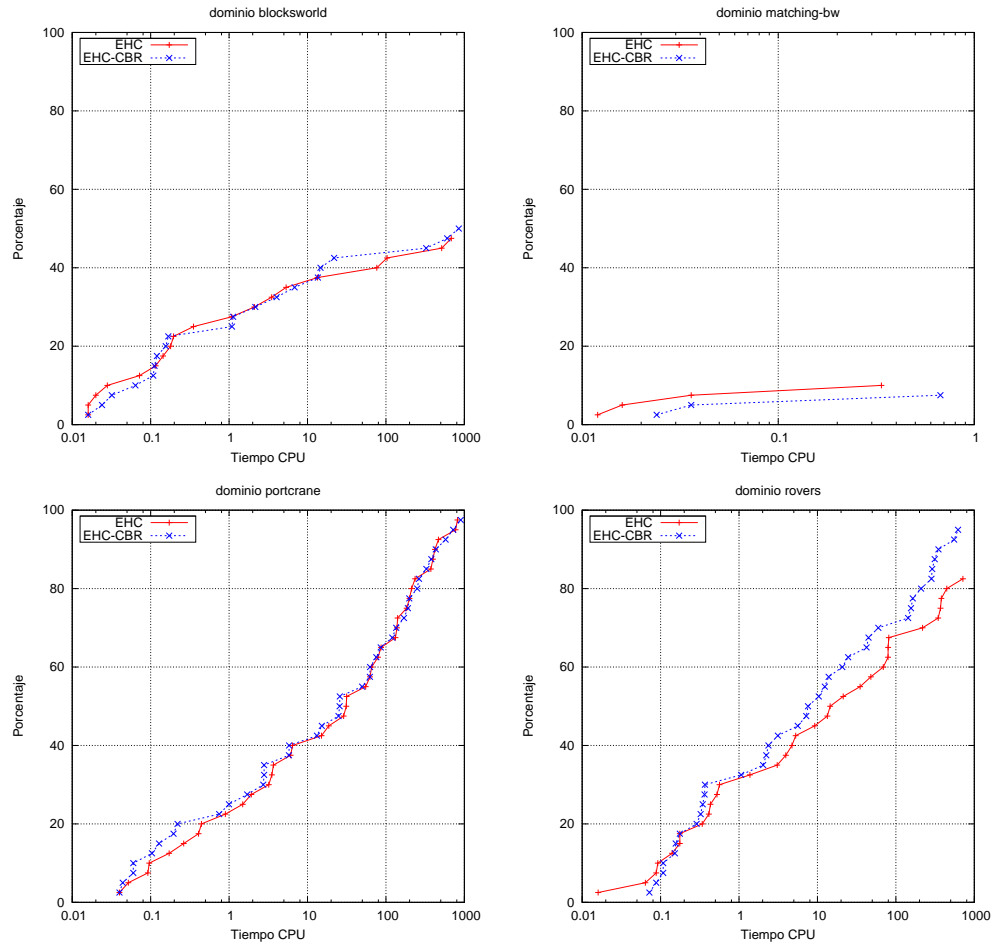 dominio blocksworld
100
80
60
40
20
0
Porcentaje
EHC
EHC-CBR
0.01 0.1 1 10 100 1000
Tiempo CPU
dominio matching-bw
100
80
60
40
20
0
Porcentaje
EHC
EHC-CBR
0.01 0.1 1
Tiempo CPU
dominio portcrane
100
80
60
40
20
0
Porcentaje
EHC
EHC-CBR
0.01 0.1 1 10 100 1000
Tiempo CPU
dominio rovers
100
80
60
40
20
0
Porcentaje
EHC
EHC-CBR
0.01 0.1 1 10 100 1000
Tiempo CPU